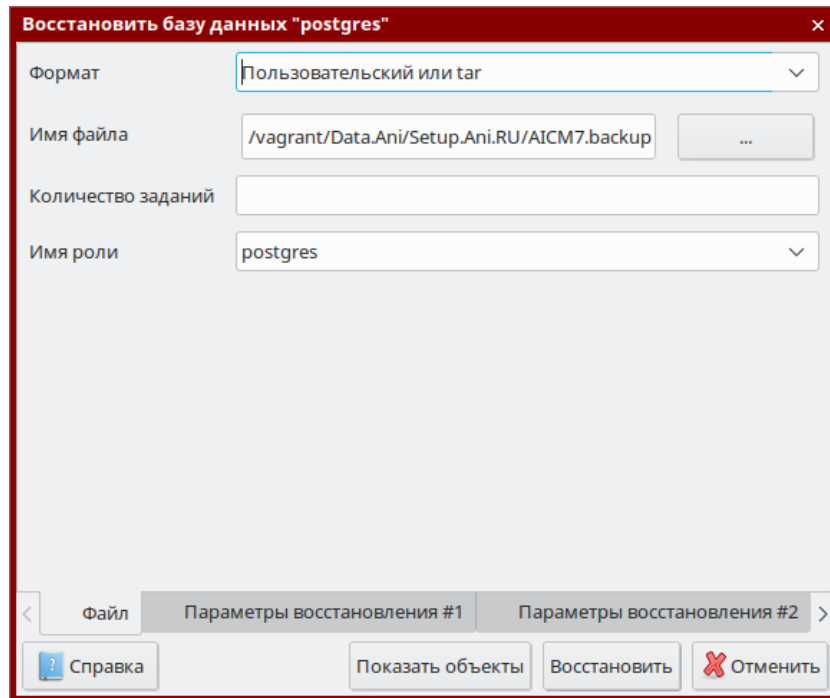 Восстановить базу данных "postgres"
Формат
Пользовательский или tar
Имя файла
/vagrant/Data.Ani/Setup.Ani.RU/AICM7.backup
...
Количество заданий
Имя роли
postgres
Файл
Параметры восстановления #1
Параметры восстановления #2
Справка
Показать объекты
Восстановить
Отменить